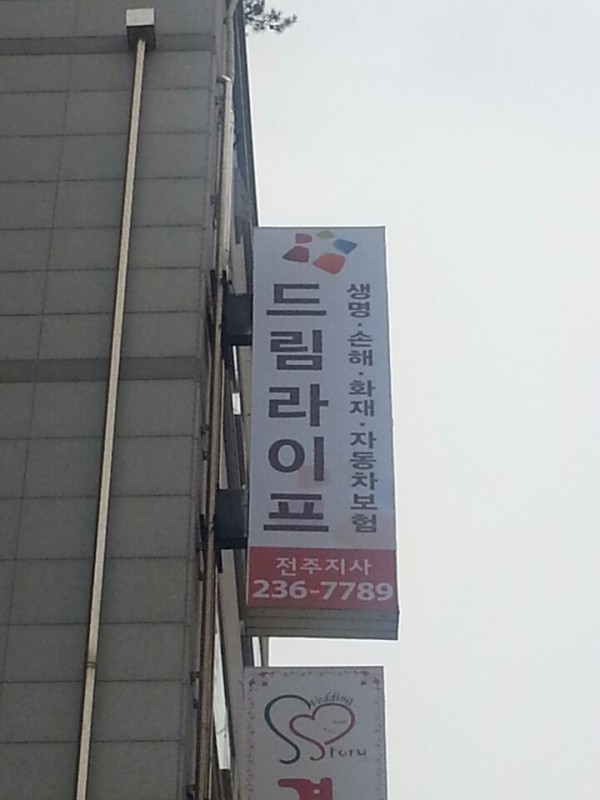 드림라이프
생명·손해·화재·자동차보험
전주지사
236-7789
Wedding
Story